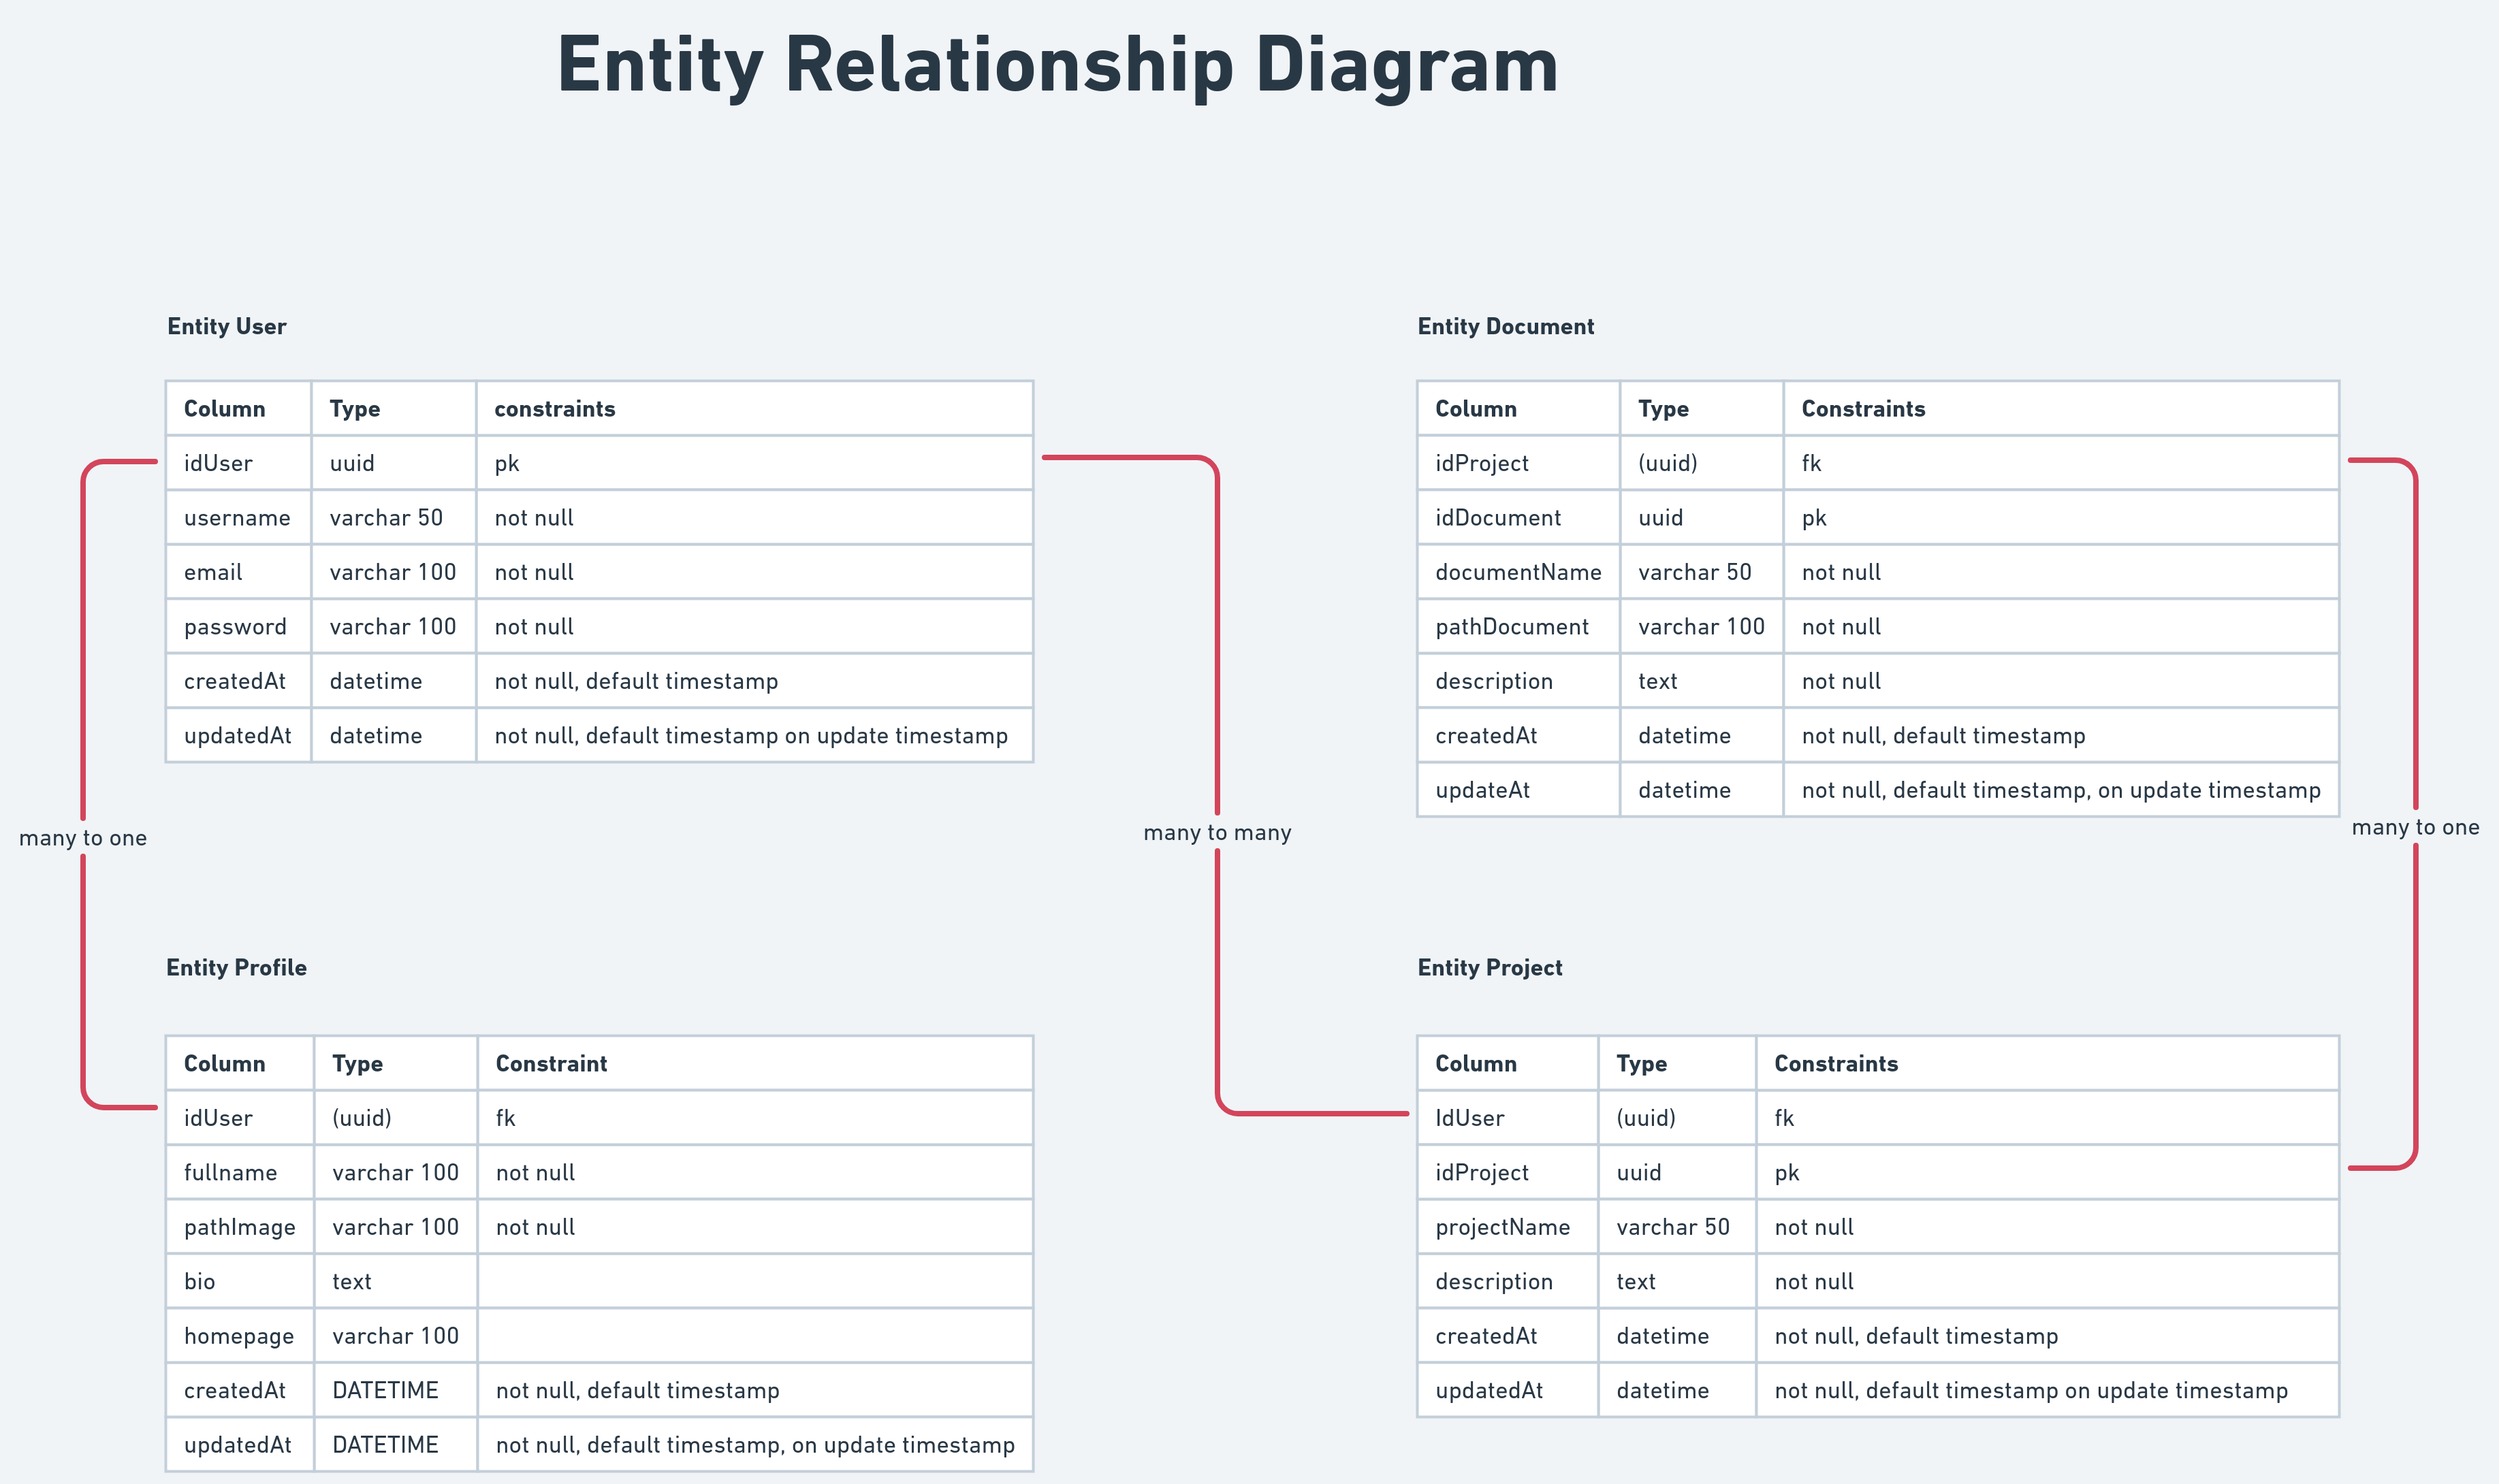 Entity Relationship Diagram
Entity User
Column Type constraints
idUser uuid pk
username varchar 50 not null
email varchar 100 not null
password varchar 100 not null
createdAt datetime not null, default timestamp
updatedAt datetime not null, default timestamp on update timestamp
Entity Document
Column Type Constraints
idProject (uuid) fk
idDocument uuid pk
documentName varchar 50 not null
pathDocument varchar 100 not null
description text not null
createdAt datetime not null, default timestamp
updateAt datetime not null, default timestamp, on update timestamp
many to one
many to many
many to one
Entity Profile
Column Type Constraint
idUser (uuid) fk
fullname varchar 100 not null
pathImage varchar 100 not null
bio text
homepage varchar 100
createdAt DATETIME not null, default timestamp
updatedAt DATETIME not null, default timestamp, on update timestamp
Entity Project
Column Type Constraints
IdUser (uuid) fk
idProject uuid pk
projectName varchar 50 not null
description text not null
createdAt datetime not null, default timestamp
updatedAt datetime not null, default timestamp on update timestamp